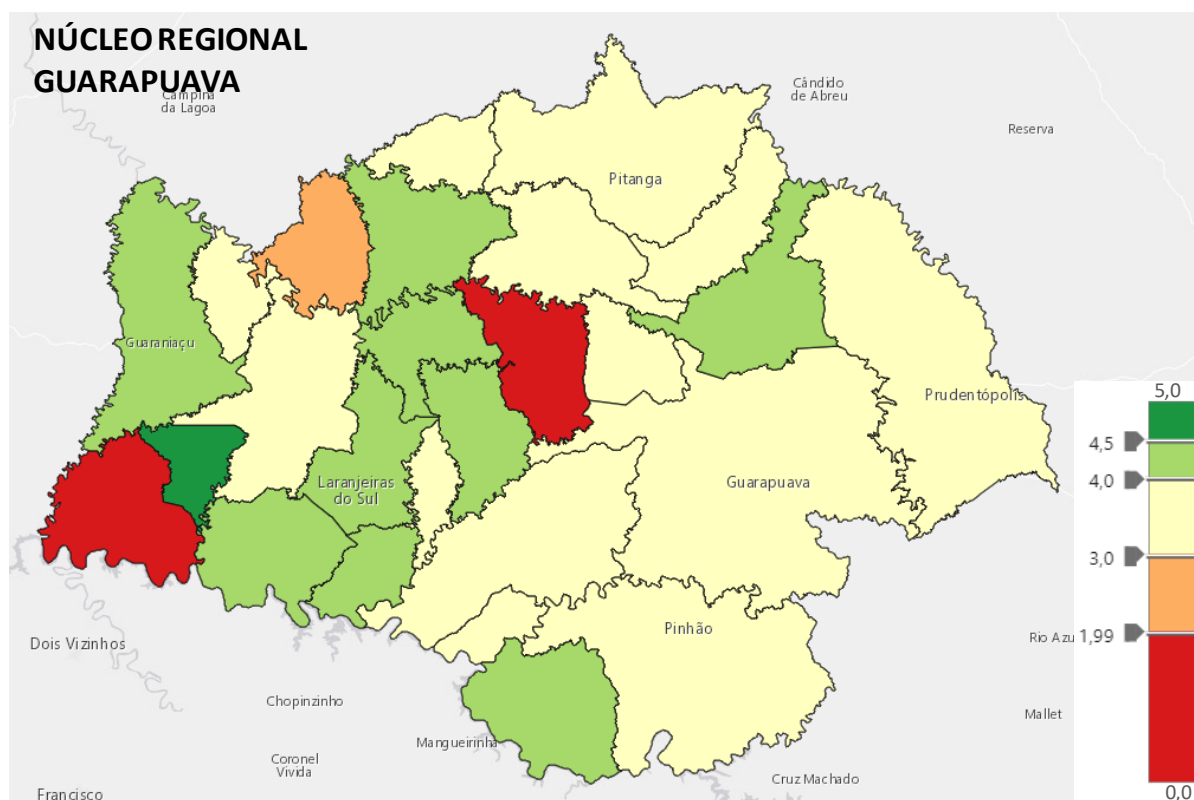 NÚCLEO REGIONAL
GUARAPUAVA
Campina
da Lagoa
Cândido
de Abreu
Reserva
Pitanga
Guaraniaçu
Prudentópolis
5,0
4,5
4,0
3,0
1,99
0,0
Laranjeiras
do Sul
Guarapuava
Pinhão
Rio Azu
Dois Vizinhos
Chopinzinho
Mallet
Mangueirinha
Coronel
Vivida
Cruz Machado
Francisco